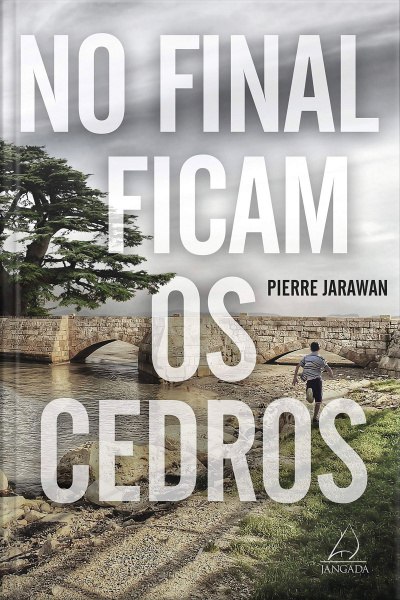 NO FINAL
FICAM
OS
PIERRE JARAWAN
CEDROS
JANGADA